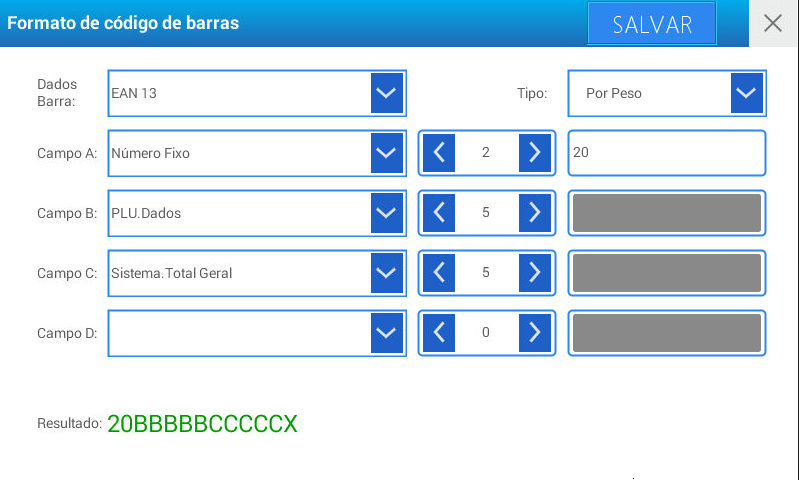 Formato de código de barras
SALVAR
Dados
Barra:
EAN 13
Tipo:
Por Peso
Campo A:
Número Fixo
2
20
Campo B:
PLU.Dados
5
Campo C:
Sistema.Total Geral
5
Campo D:
0
Resultado:
20BBBBBCCCCCX